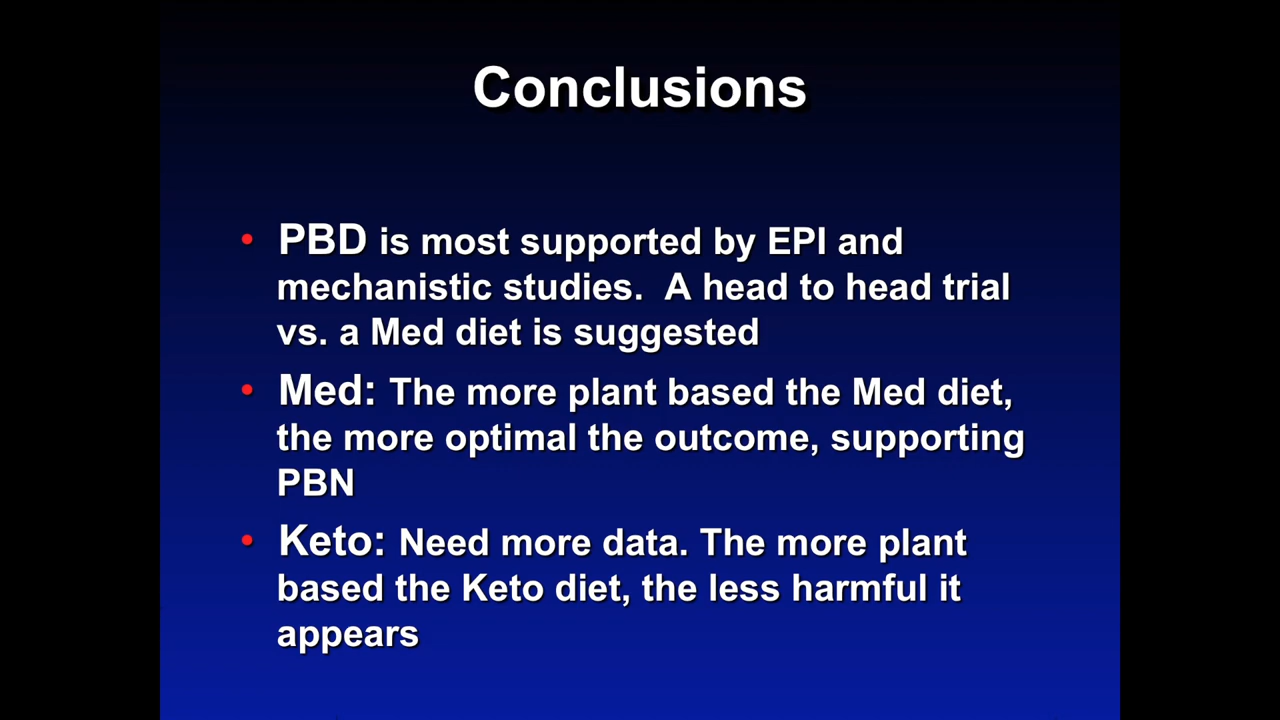 Conclusions
• PBD is most supported by EPI and
mechanistic studies.  A head to head trial
vs. a Med diet is suggested
• Med: The more plant based the Med diet,
the more optimal the outcome, supporting
PBN
• Keto: Need more data. The more plant
based the Keto diet, the less harmful it
appears